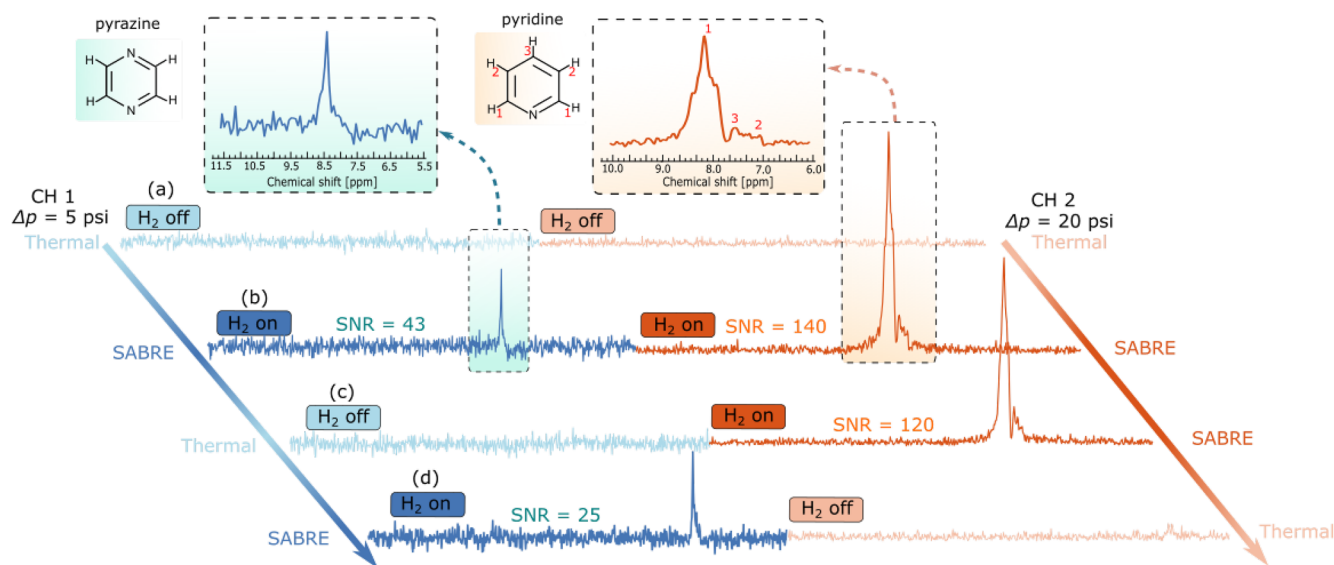 pyrazine
N
H
H
H
H
N
11.5 10.5 9.5 8.5 7.5 6.5 5.5
Chemical shift [ppm]
pyridine
H
3
H
H
2
2
H
H
1
1
N
1
3
2
10.0 9.0 8.0 7.0 6.0
Chemical shift [ppm]
CH 1
Δp = 5 psi
(a)
H2 off
H2 off
CH 2
Δp = 20 psi
Thermal
Thermal
(b)
H2 on
SNR = 43
H2 on
SNR = 140
SABRE
SABRE
(c)
H2 off
H2 on
SNR = 120
Thermal
SABRE
(d)
H2 on
SNR = 25
H2 off
SABRE
Thermal